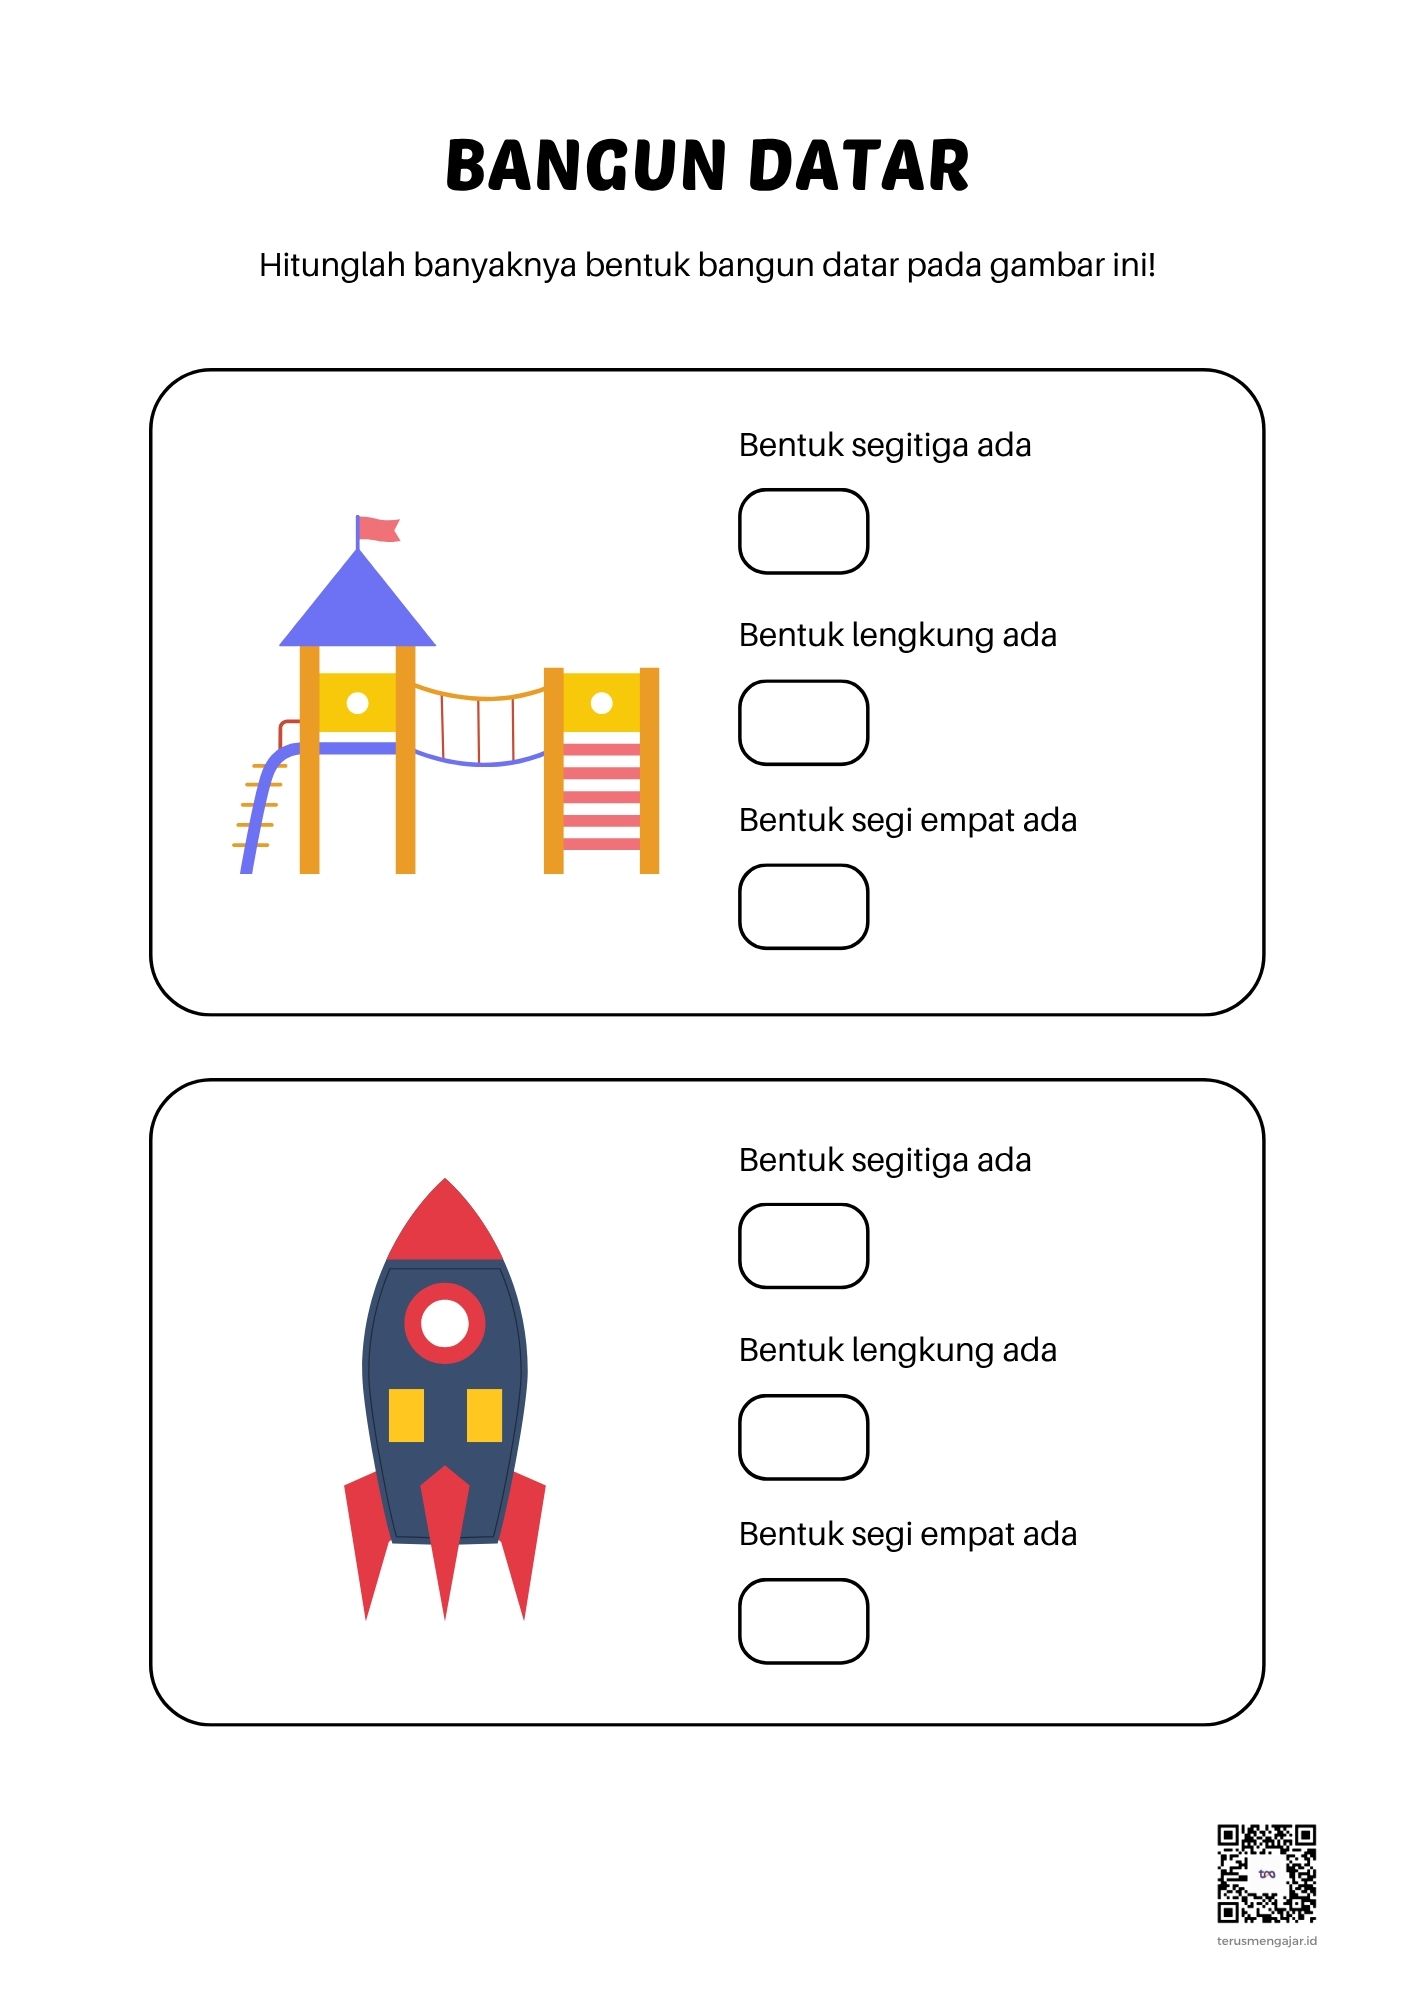 BANGUN DATAR
Hitunglah banyaknya bentuk bangun datar pada gambar ini!
Bentuk segitiga ada
Bentuk lengkung ada
Bentuk segi empat ada
Bentuk segitiga ada
Bentuk lengkung ada
Bentuk segi empat ada
terusmengajar.id